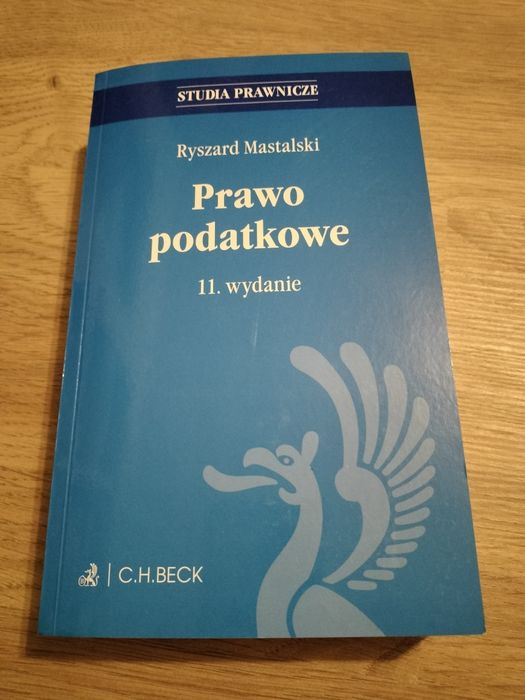 STUDIA PRAWNICZE
Ryszard Mastalski
Prawo
podatkowe
11. wydanie
C.H.BECK